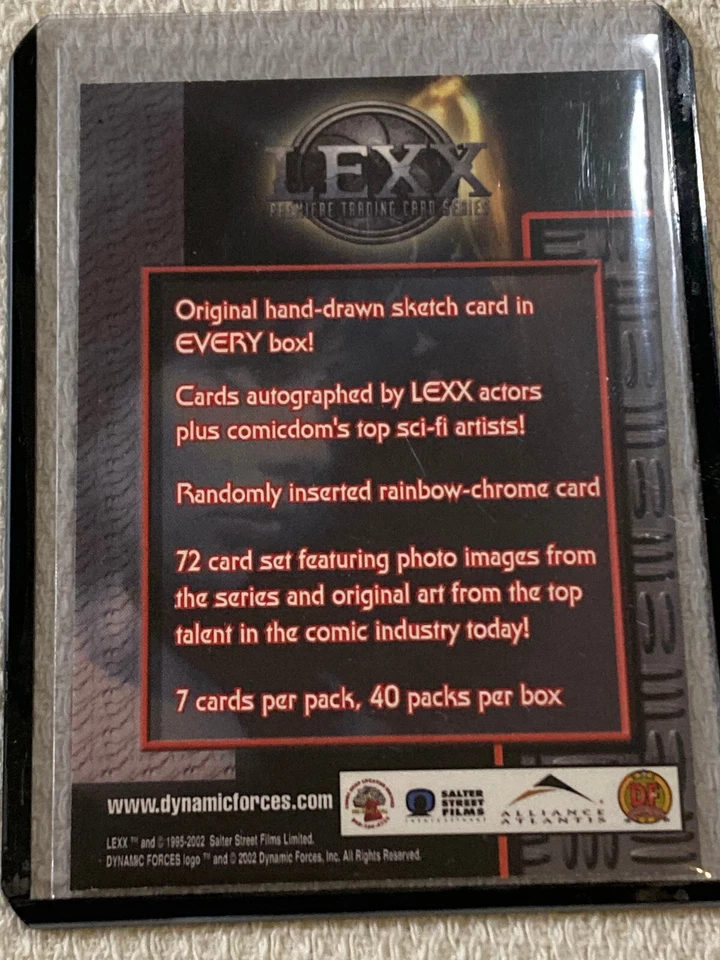 LEXX
PREMIERE TRADING CARD SERIES
Original hand-drawn sketch card in
EVERY box!
Cards autographed by LEXX actors
plus comicdom's top sci-fi artists!
Randomly inserted rainbow-chrome card
72 card set featuring photo images from
the series and original art from the top
talent in the comic industry today!
7 cards per pack, 40 packs per box
www.dynamicforces.com
SALTER
STREET
FILMS
ALLIANCE
ATLANTIS
DF
LEXX ™ and © 1995-2002 Salter Street Films Limited.
DYNAMIC FORCES logo ™ and © 2002 Dynamic Forces, Inc. All Rights Reserved.